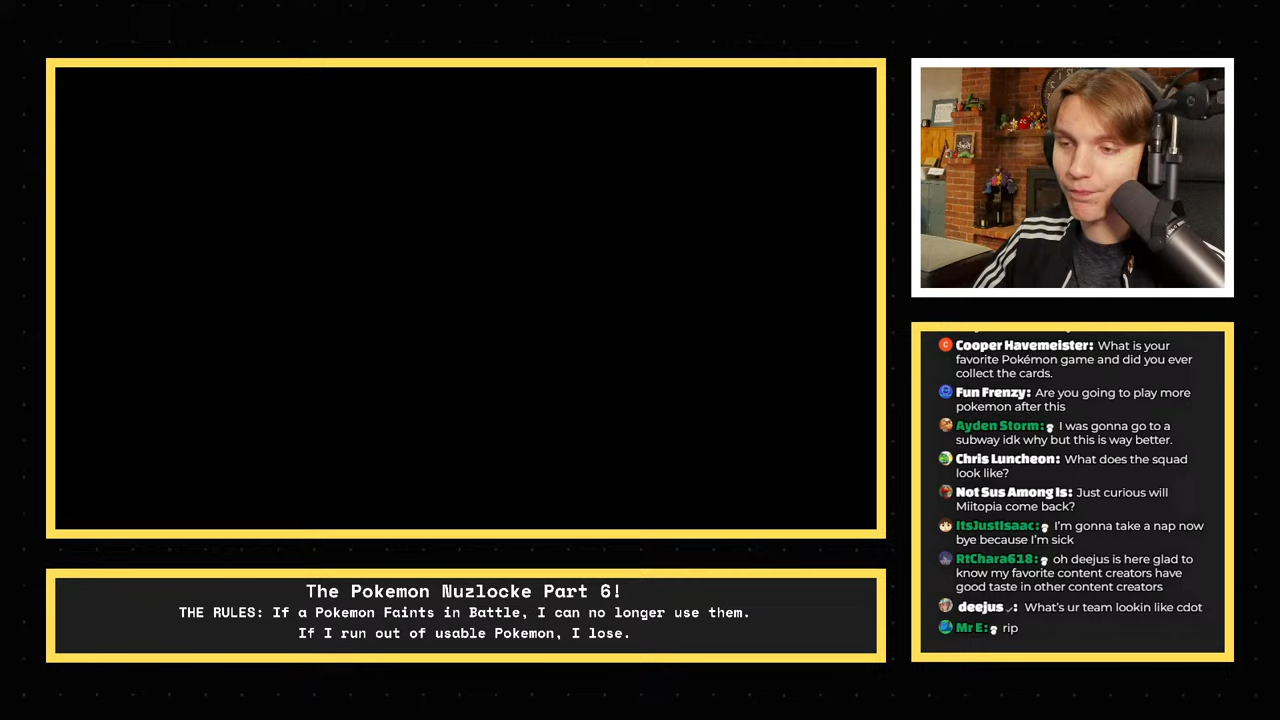 The Pokemon Nuzlocke Part 6!
THE RULES: If a Pokemon Faints in Battle, I can no longer use them.
If I run out of usable Pokemon, I lose.
Cooper Havemeister: What is your
favorite Pokémon game and did you ever
collect the cards.
Fun Frenzy: Are you going to play more
pokemon after this
Ayden Storm: I was gonna go to a
subway idk why but this is way better.
Chris Luncheon: What does the squad
look like?
Not Sus Among Is: Just curious will
Miitopia come back?
ItsJustIsaac: I'm gonna take a nap now
bye because I'm sick
RtChara618: oh deejus is here glad to
know my favorite content creators have
good taste in other content creators
deejus: What's ur team lookin like cdot
Mr E: rip